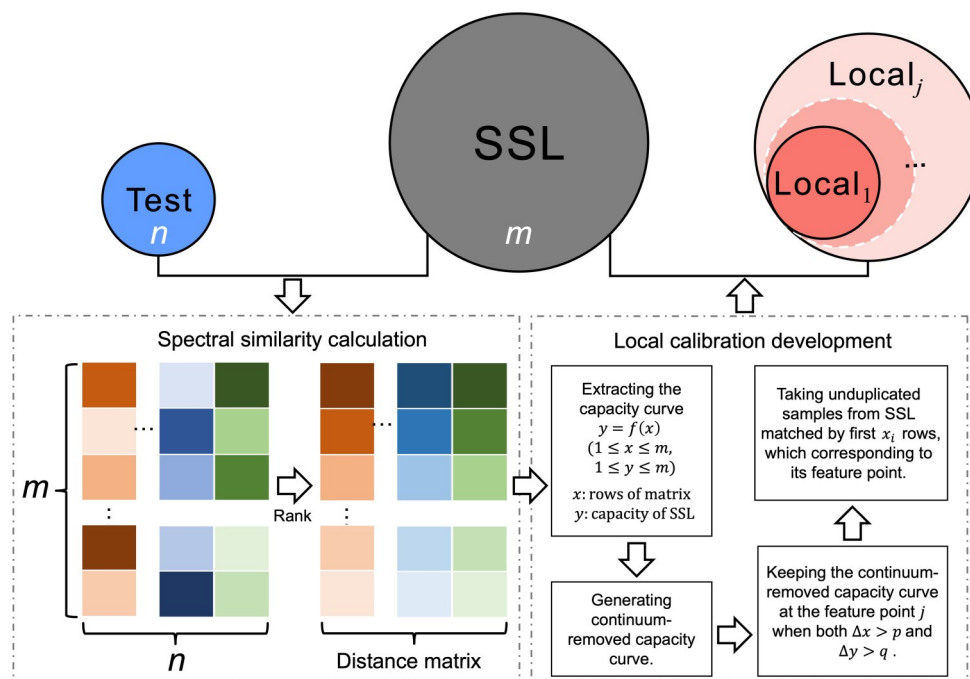 Test
n
SSL
m
Local_j
...
Local_1
Spectral similarity calculation
m
...
⋮
n
Rank
...
⋮
Distance matrix
Local calibration development
Extracting the
capacity curve
y = f(x)
(1 ≤ x ≤ m,
1 ≤ y ≤ m)
x: rows of matrix
y: capacity of SSL
Generating
continuum-
removed capacity
curve.
Keeping the continuum-
removed capacity curve
at the feature point j
when both Δx > p and
Δy > q .
Taking unduplicated
samples from SSL
matched by first x_i rows,
which corresponding to
its feature point.